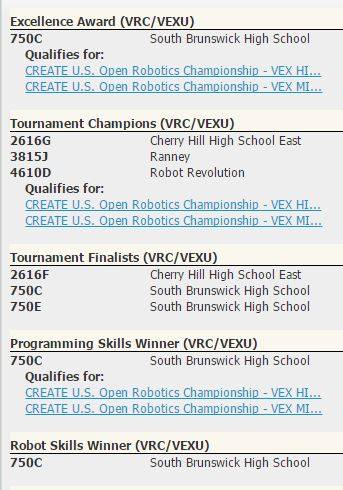 Excellence Award (VRC/VEXU)
750C South Brunswick High School
Qualifies for:
CREATE U.S. Open Robotics Championship - VEX HI...
CREATE U.S. Open Robotics Championship - VEX MI...
Tournament Champions (VRC/VEXU)
2616G Cherry Hill High School East
3815J Ranney
4610D Robot Revolution
Qualifies for:
CREATE U.S. Open Robotics Championship - VEX HI...
CREATE U.S. Open Robotics Championship - VEX MI...
Tournament Finalists (VRC/VEXU)
2616F Cherry Hill High School East
750C South Brunswick High School
750E South Brunswick High School
Programming Skills Winner (VRC/VEXU)
750C South Brunswick High School
Qualifies for:
CREATE U.S. Open Robotics Championship - VEX HI...
CREATE U.S. Open Robotics Championship - VEX MI...
Robot Skills Winner (VRC/VEXU)
750C South Brunswick High School